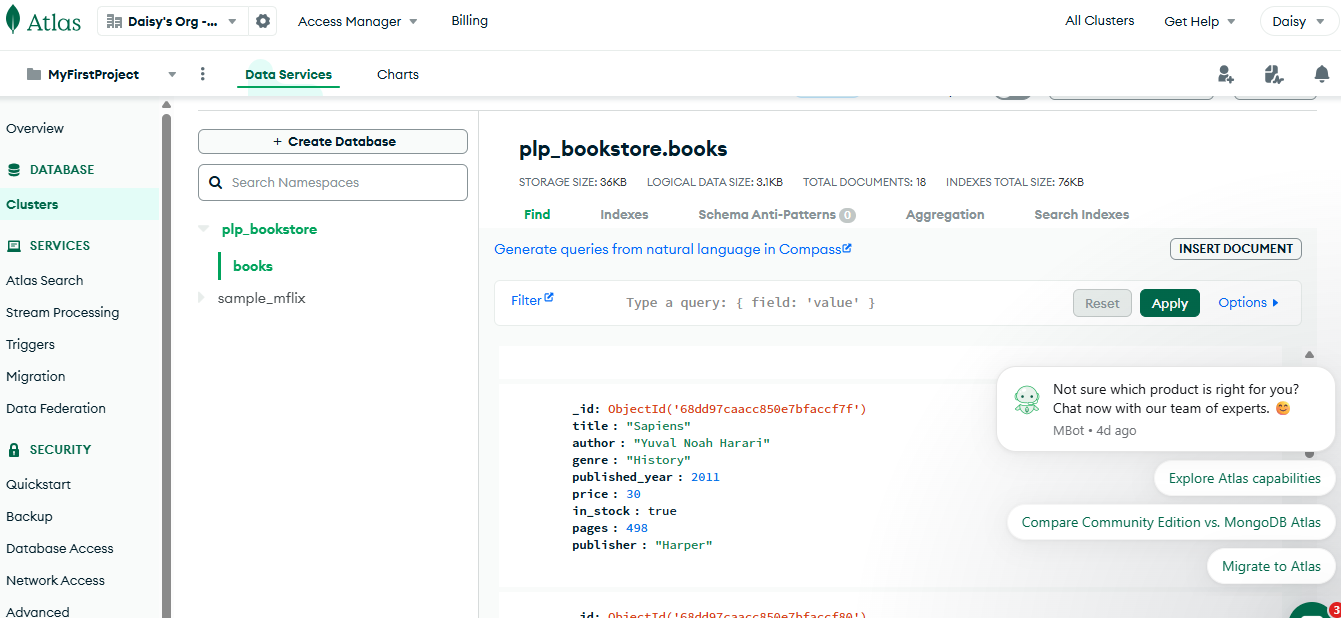 Atlas
Daisy's Org -...
Access Manager
Billing
All Clusters
Get Help
Daisy
MyFirstProject
Data Services
Charts
Overview
DATABASE
Clusters
SERVICES
Atlas Search
Stream Processing
Triggers
Migration
Data Federation
SECURITY
Quickstart
Backup
Database Access
Network Access
Advanced
+ Create Database
Search Namespaces
plp_bookstore
books
sample_mflix
plp_bookstore.books
STORAGE SIZE: 36KB LOGICAL DATA SIZE: 3.1KB TOTAL DOCUMENTS: 18 INDEXES TOTAL SIZE: 76KB
Find Indexes Schema Anti-Patterns 0 Aggregation Search Indexes
Generate queries from natural language in Compass
INSERT DOCUMENT
Filter
Type a query: { field: 'value' }
Reset
Apply
Options
_id: ObjectId('68dd97caacc850e7bfaccf7f')
title : "Sapiens"
author : "Yuval Noah Harari"
genre : "History"
published_year : 2011
price : 30
in_stock : true
pages : 498
publisher : "Harper"
_id: ObjectId('68dd97caacc850e7bfaccf80')
Not sure which product is right for you?
Chat now with our team of experts. 😊
MBot • 4d ago
Explore Atlas capabilities
Compare Community Edition vs. MongoDB Atlas
Migrate to Atlas
3